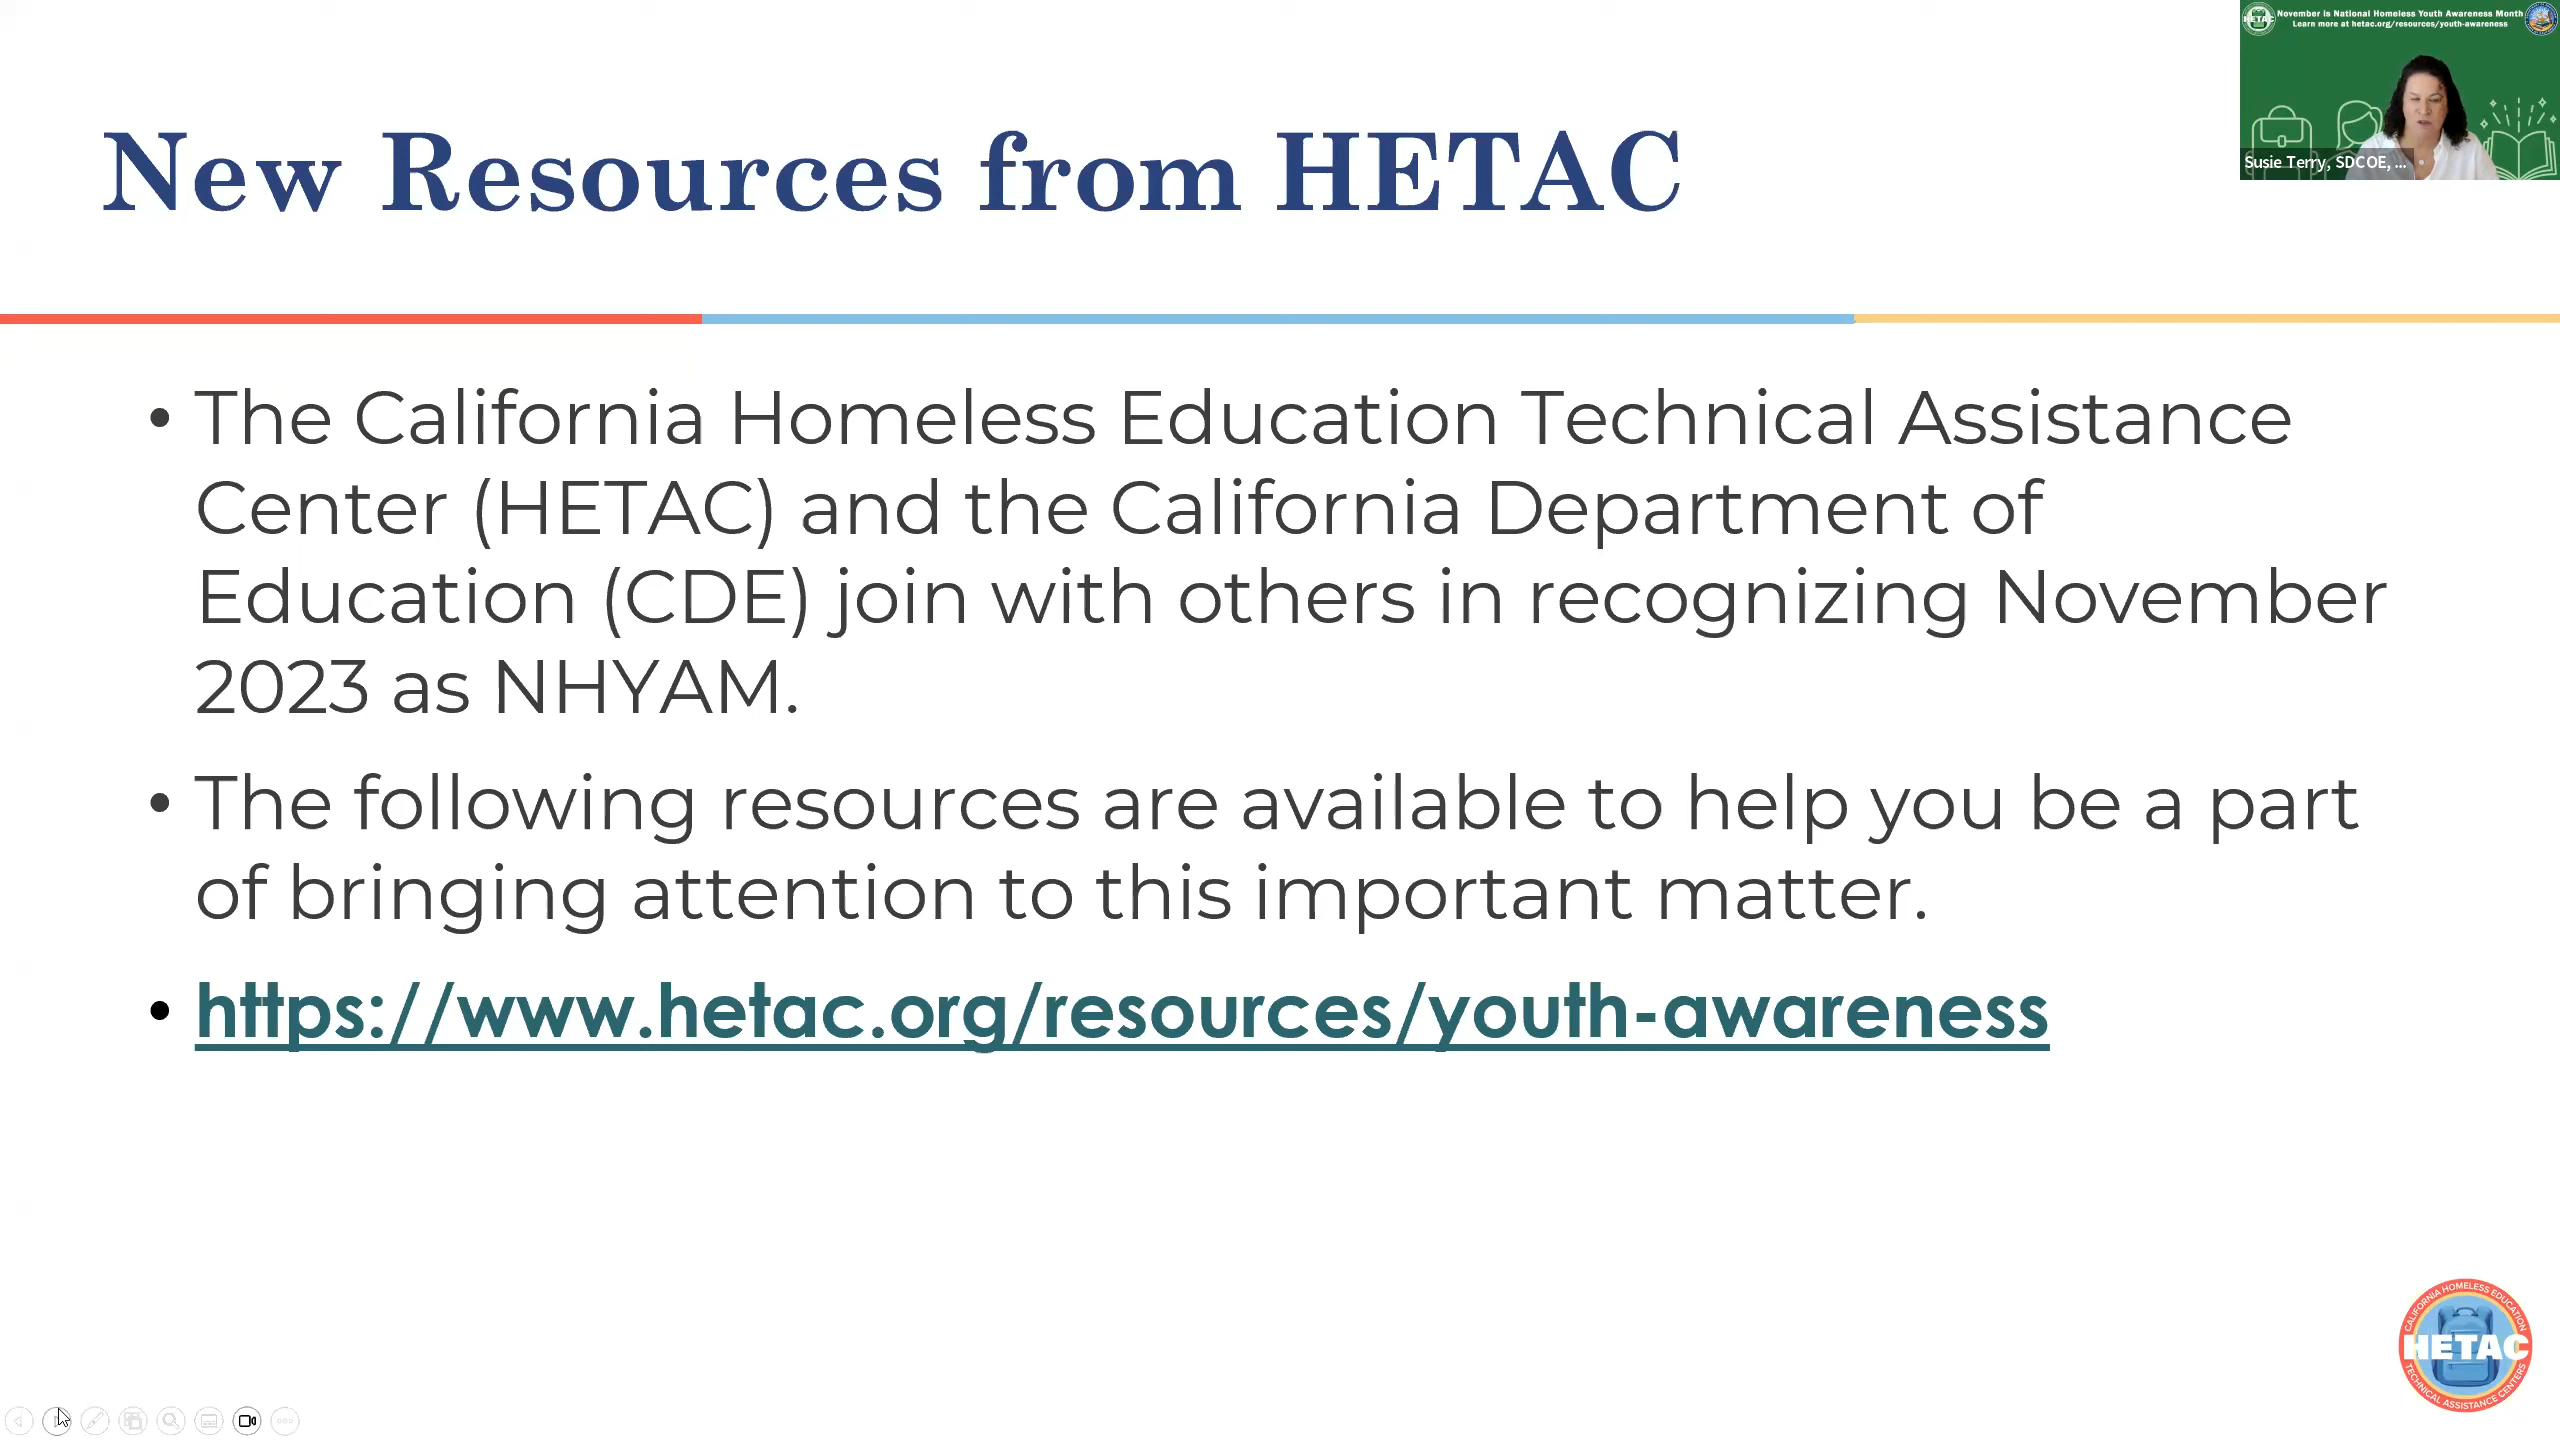 November is National Homeless Youth Awareness Month
Learn more at hetac.org/resources/youth-awareness
HETAC
Susie Terry, SDCOE, ...
New Resources from HETAC
• The California Homeless Education Technical Assistance
Center (HETAC) and the California Department of
Education (CDE) join with others in recognizing November
2023 as NHYAM.
• The following resources are available to help you be a part
of bringing attention to this important matter.
• https://www.hetac.org/resources/youth-awareness
CALIFORNIA HOMELESS EDUCATION
HETAC
TECHNICAL ASSISTANCE CENTERS